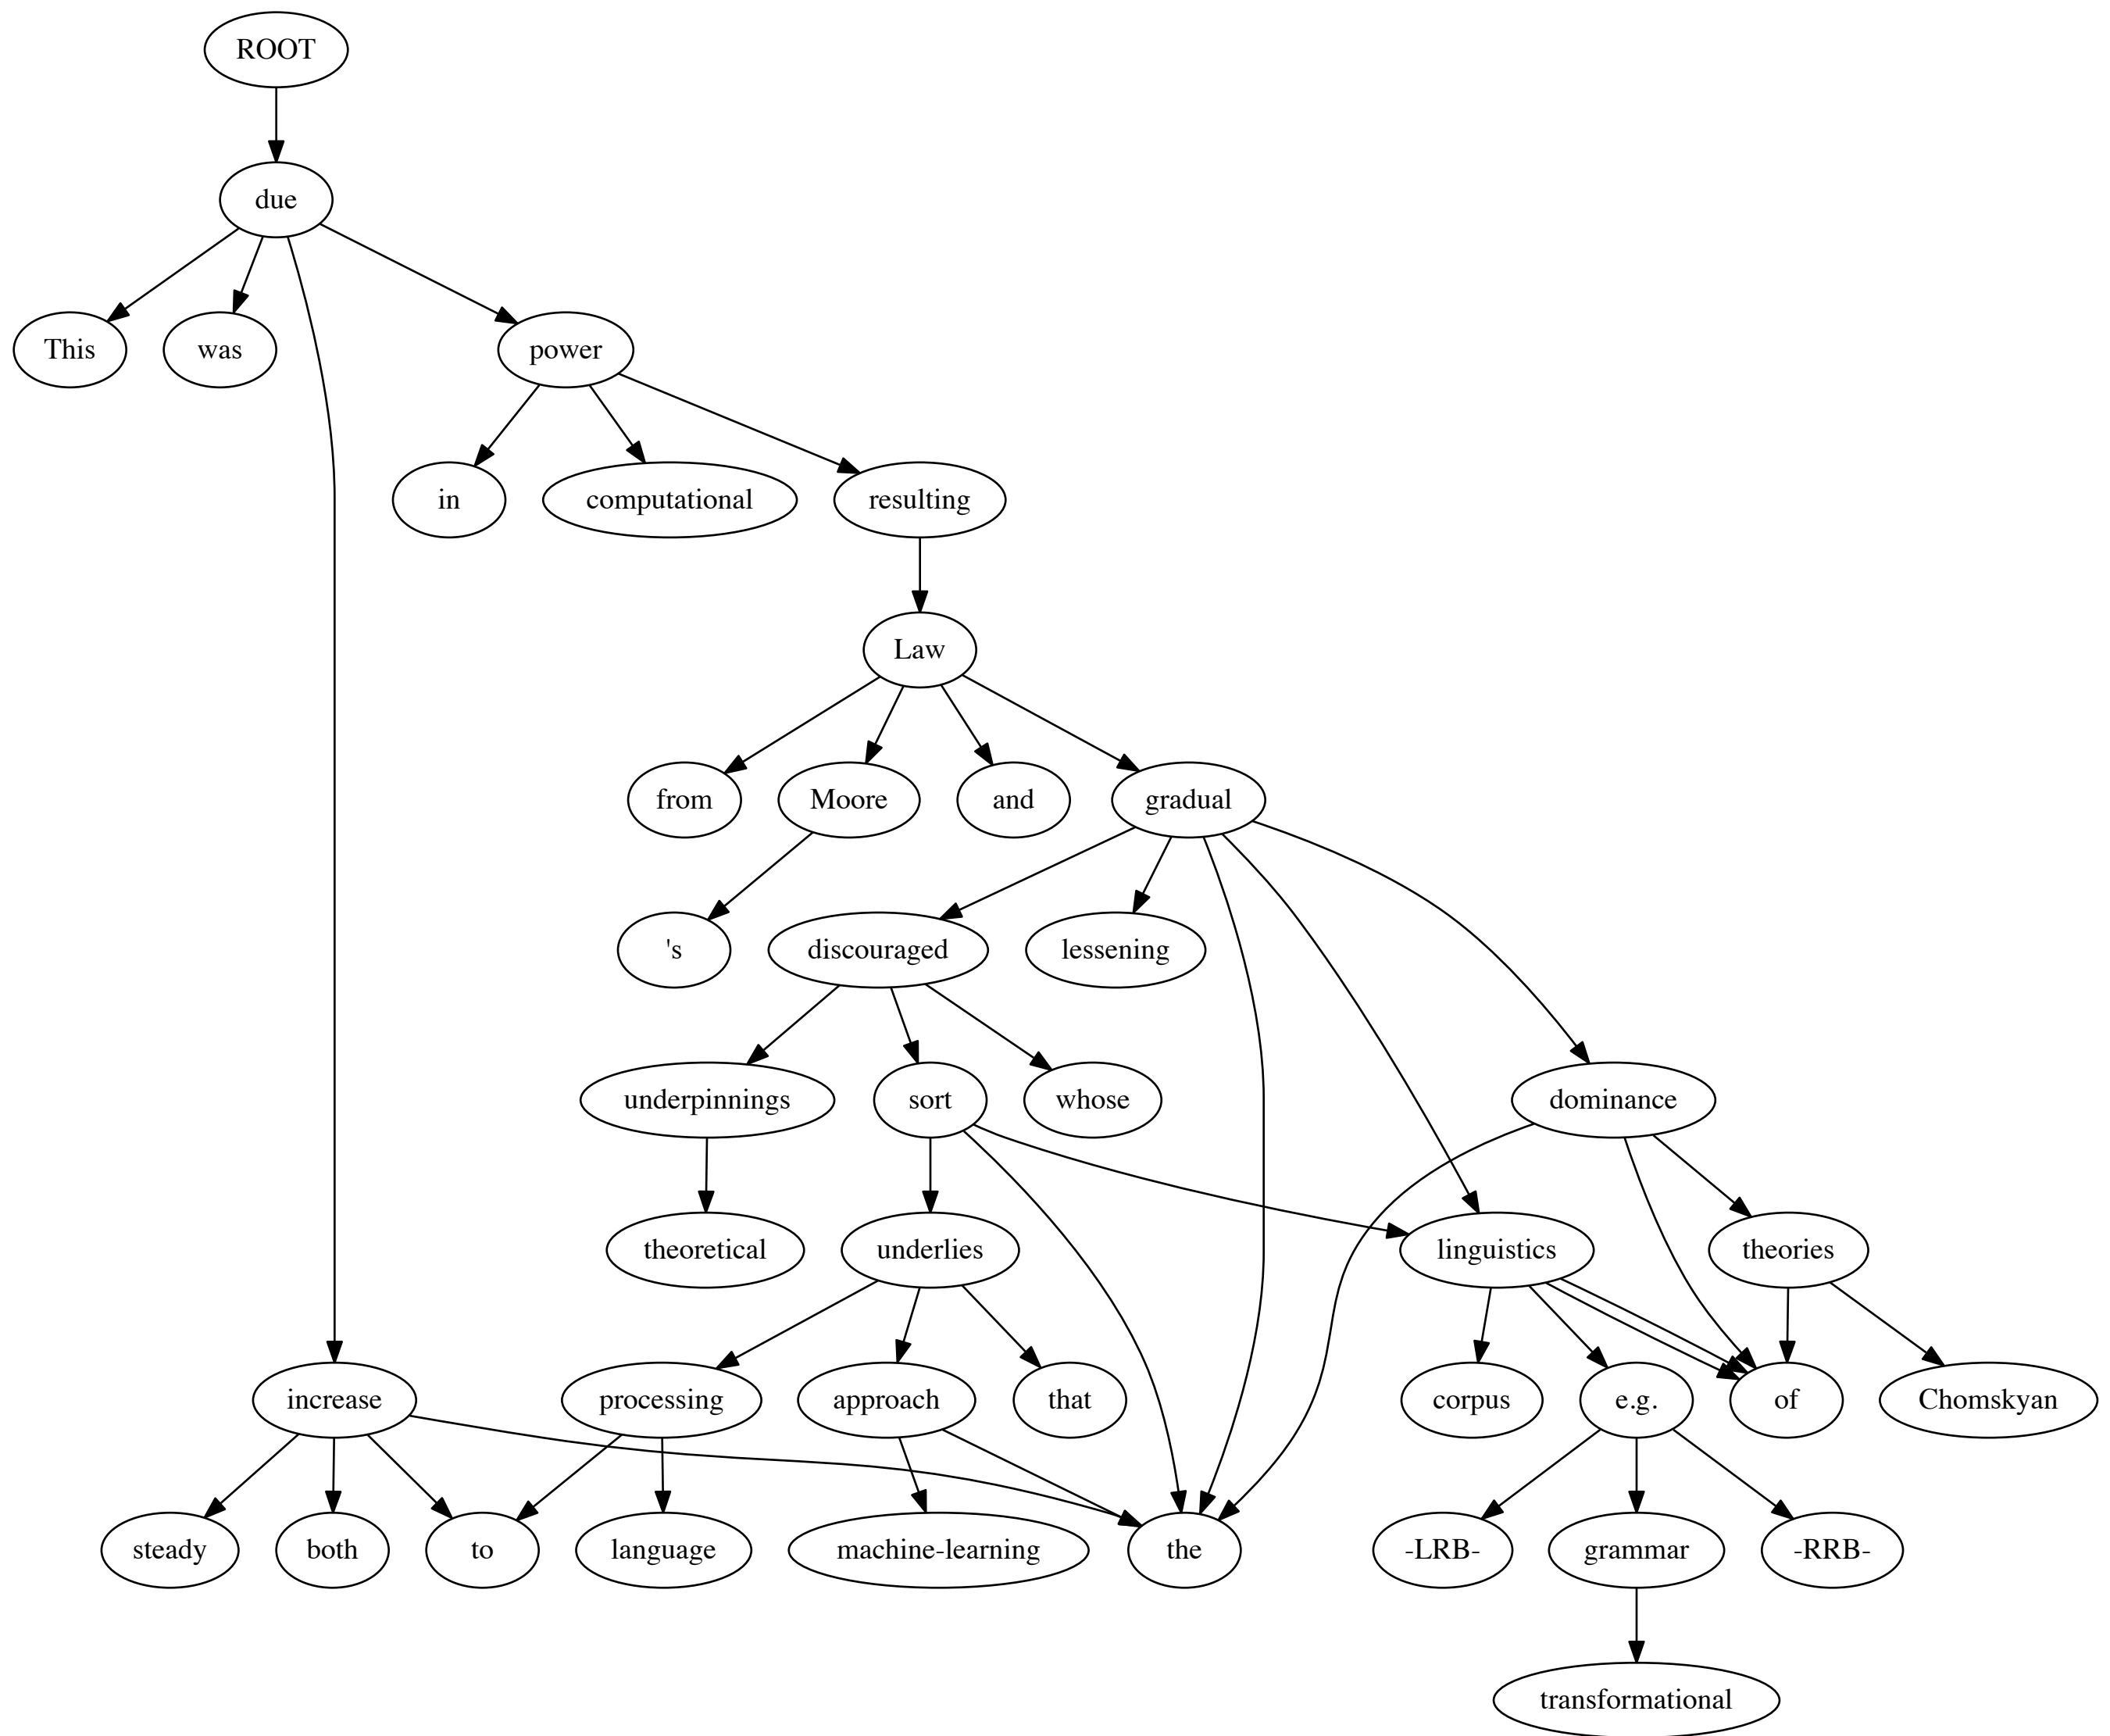 ROOT
due
This was power
in computational resulting
Law
from Moore and gradual
's discouraged lessening
underpinnings sort whose dominance
theoretical underlies linguistics theories
increase processing approach that corpus e.g. of Chomskyan
steady both to language machine-learning the -LRB- grammar -RRB-
transformational